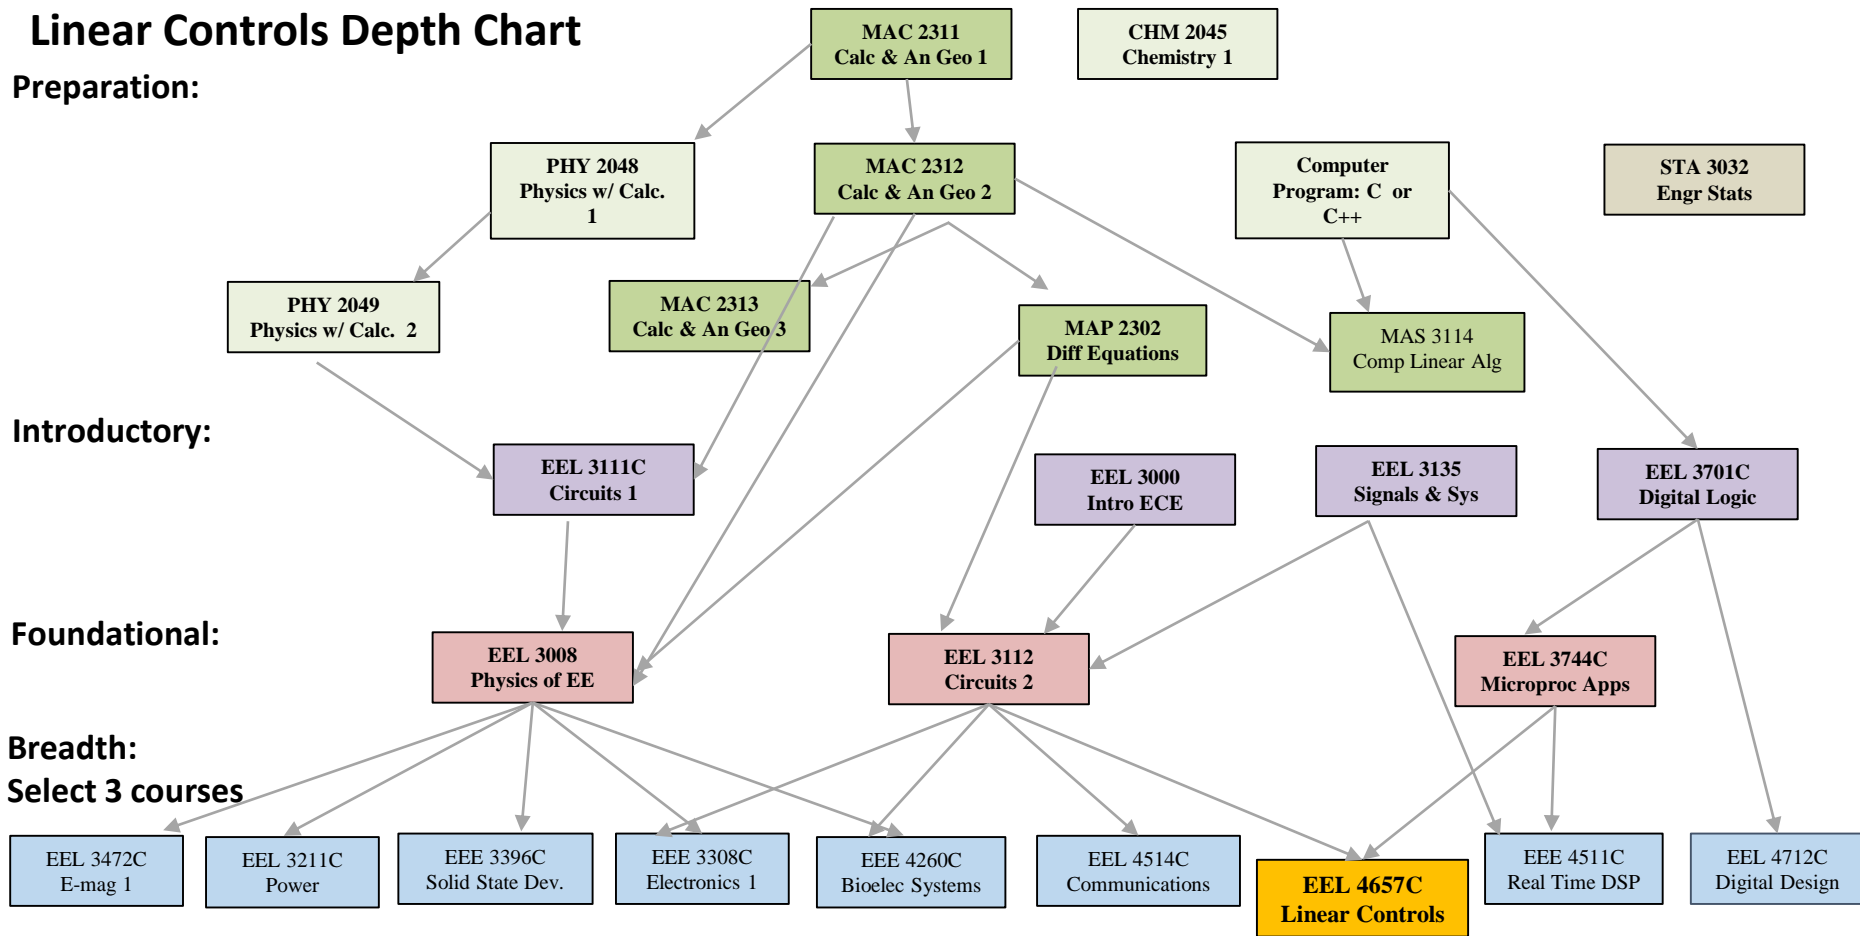 Linear Controls Depth Chart
MAC 2311
Calc & An Geo 1
CHM 2045
Chemistry 1
Preparation:
PHY 2048
Physics w/ Calc.
1
MAC 2312
Calc & An Geo 2
Computer
Program: C or
C++
STA 3032
Engr Stats
PHY 2049
Physics w/ Calc. 2
MAC 2313
Calc & An Geo 3
MAP 2302
Diff Equations
MAS 3114
Comp Linear Alg
Introductory:
EEL 3111C
Circuits 1
EEL 3000
Intro ECE
EEL 3135
Signals & Sys
EEL 3701C
Digital Logic
Foundational:
EEL 3008
Physics of EE
EEL 3112
Circuits 2
EEL 3744C
Microproc Apps
Breadth:
Select 3 courses
EEL 3472C
E-mag 1
EEL 3211C
Power
EEE 3396C
Solid State Dev.
EEE 3308C
Electronics 1
EEE 4260C
Bioelec Systems
EEL 4514C
Communications
EEL 4657C
Linear Controls
EEE 4511C
Real Time DSP
EEL 4712C
Digital Design